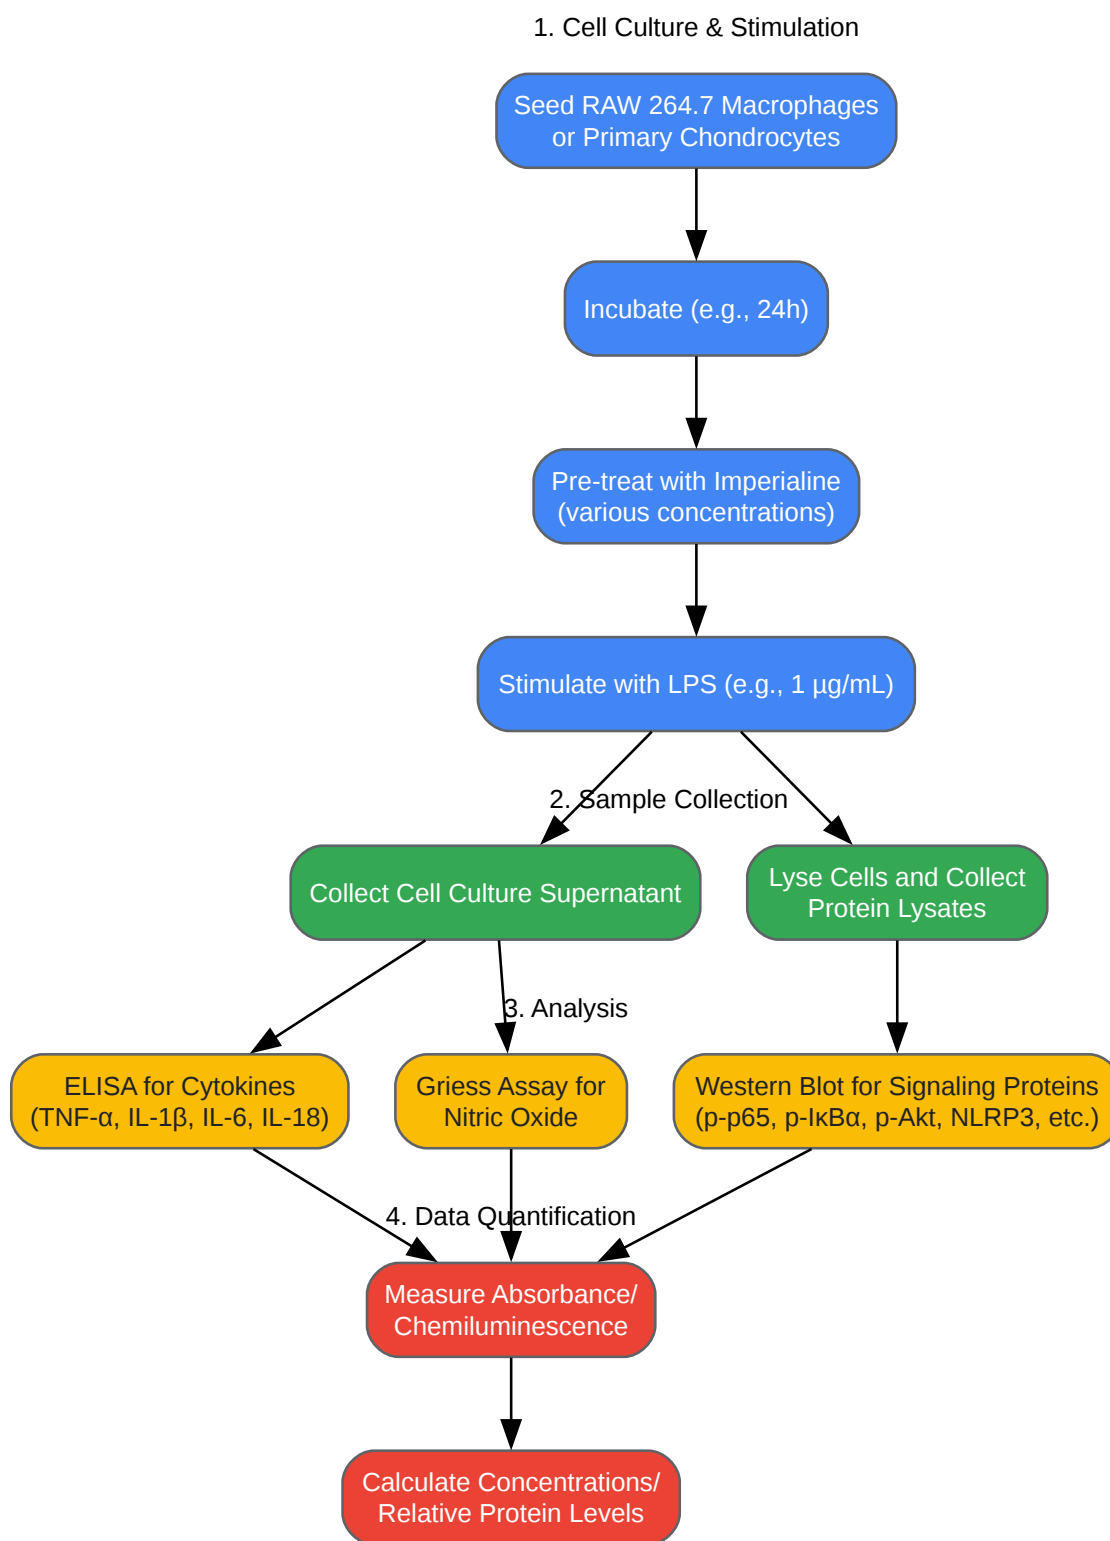 1. Cell Culture & Stimulation
Seed RAW 264.7 Macrophages
or Primary Chondrocytes
Incubate (e.g., 24h)
Pre-treat with Imperialine
(various concentrations)
Stimulate with LPS (e.g., 1 µg/mL)
2. Sample Collection
Collect Cell Culture Supernatant
Lyse Cells and Collect
Protein Lysates
3. Analysis
ELISA for Cytokines
(TNF-α, IL-1β, IL-6, IL-18)
Griess Assay for
Nitric Oxide
Western Blot for Signaling Proteins
(p-p65, p-IκBα, p-Akt, NLRP3, etc.)
4. Data Quantification
Measure Absorbance/
Chemiluminescence
Calculate Concentrations/
Relative Protein Levels